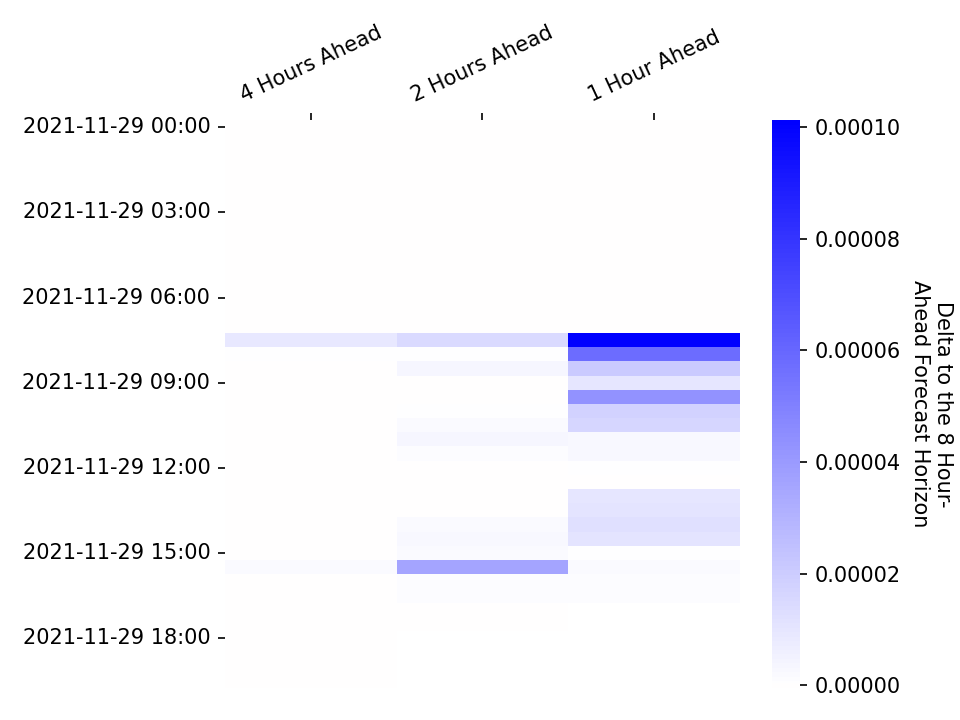 4 Hours Ahead
2 Hours Ahead
1 Hour Ahead
2021-11-29 00:00
2021-11-29 03:00
2021-11-29 06:00
2021-11-29 09:00
2021-11-29 12:00
2021-11-29 15:00
2021-11-29 18:00
0.00010
0.00008
0.00006
0.00004
0.00002
0.00000
Delta to the 8 Hour-
Ahead Forecast Horizon